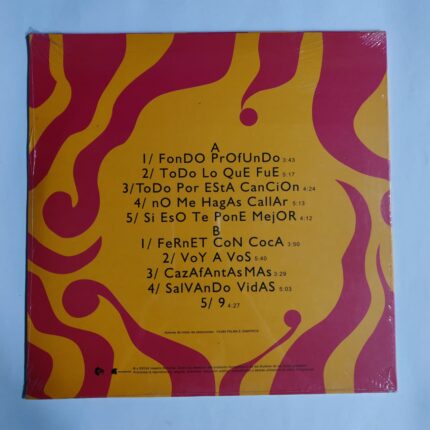 A
1/ FonDO PrOfUnDo 3:43
2/ ToDo Lo QuE FuE 5:17
3/ToDo Por EStA CanCiOn 4:24
4/ nO Me HagAs CallAr 5:13
5/ Si EsO Te PonE MejOR 4:12
B
1/ FeRNET CoN CocA 3:50
2/ VoY A VoS 5:40
3/ CazAfAntAsMAs 3:29
4/ SalVANdo VidAS 5:03
5/ 9 4:27